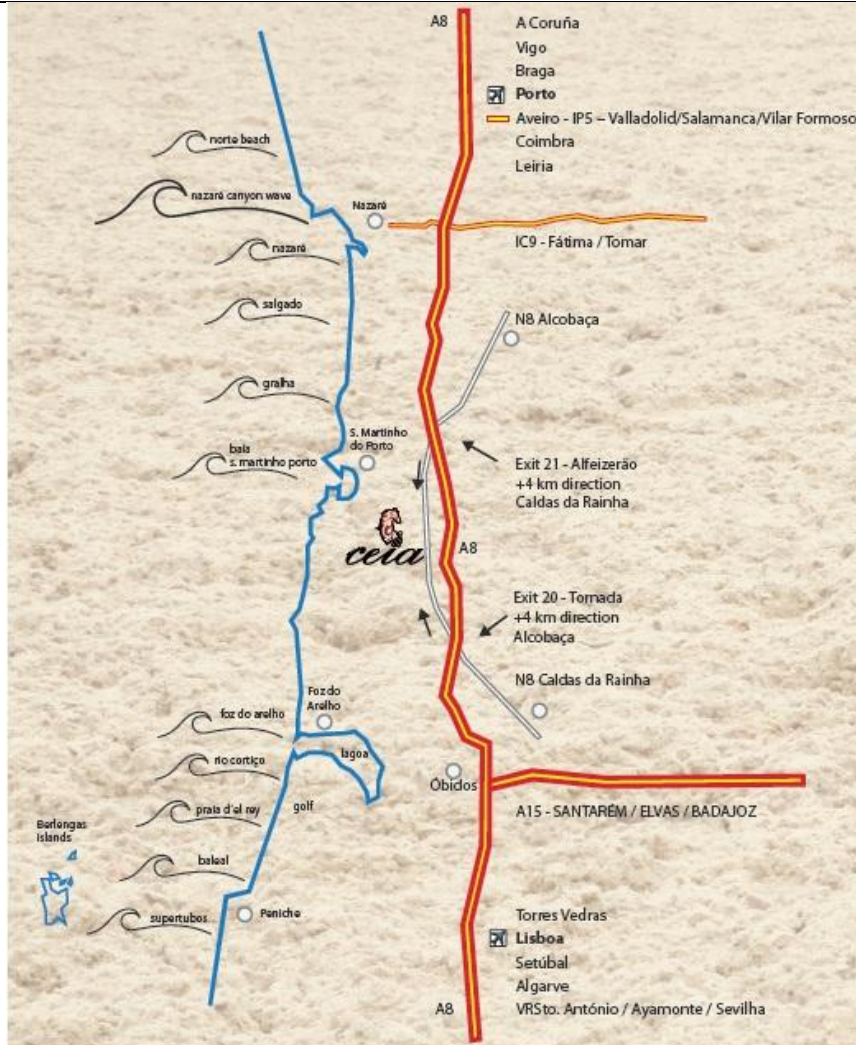 A8
A Coruña
Vigo
Braga
Porto
Aveiro - IP5 – Valladolid/Salamanca/Vilar Formoso
Coimbra
Leiria
norte beach
nazaré canyon wave
Nazaré
nazaré
IC9 - Fátima / Tomar
salgado
N8 Alcobaça
gralha
S. Martinho
do Porto
baia
s. martinho porto
Exit 21 - Alfeizerão
+4 km direction
Caldas da Rainha
ceia
A8
Exit 20 - Tornada
+4 km direction
Alcobaça
N8 Caldas da Rainha
Foz do
Arelho
foz do arelho
lagoa
rio cortiço
Óbidos
golf
praia d'el rey
A15 - SANTARÉM / ELVAS / BADAJOZ
Berlengas
Islands
baleal
supertubos
Peniche
Torres Vedras
Lisboa
Setúbal
Algarve
A8
VRSto. António / Ayamonte / Sevilha